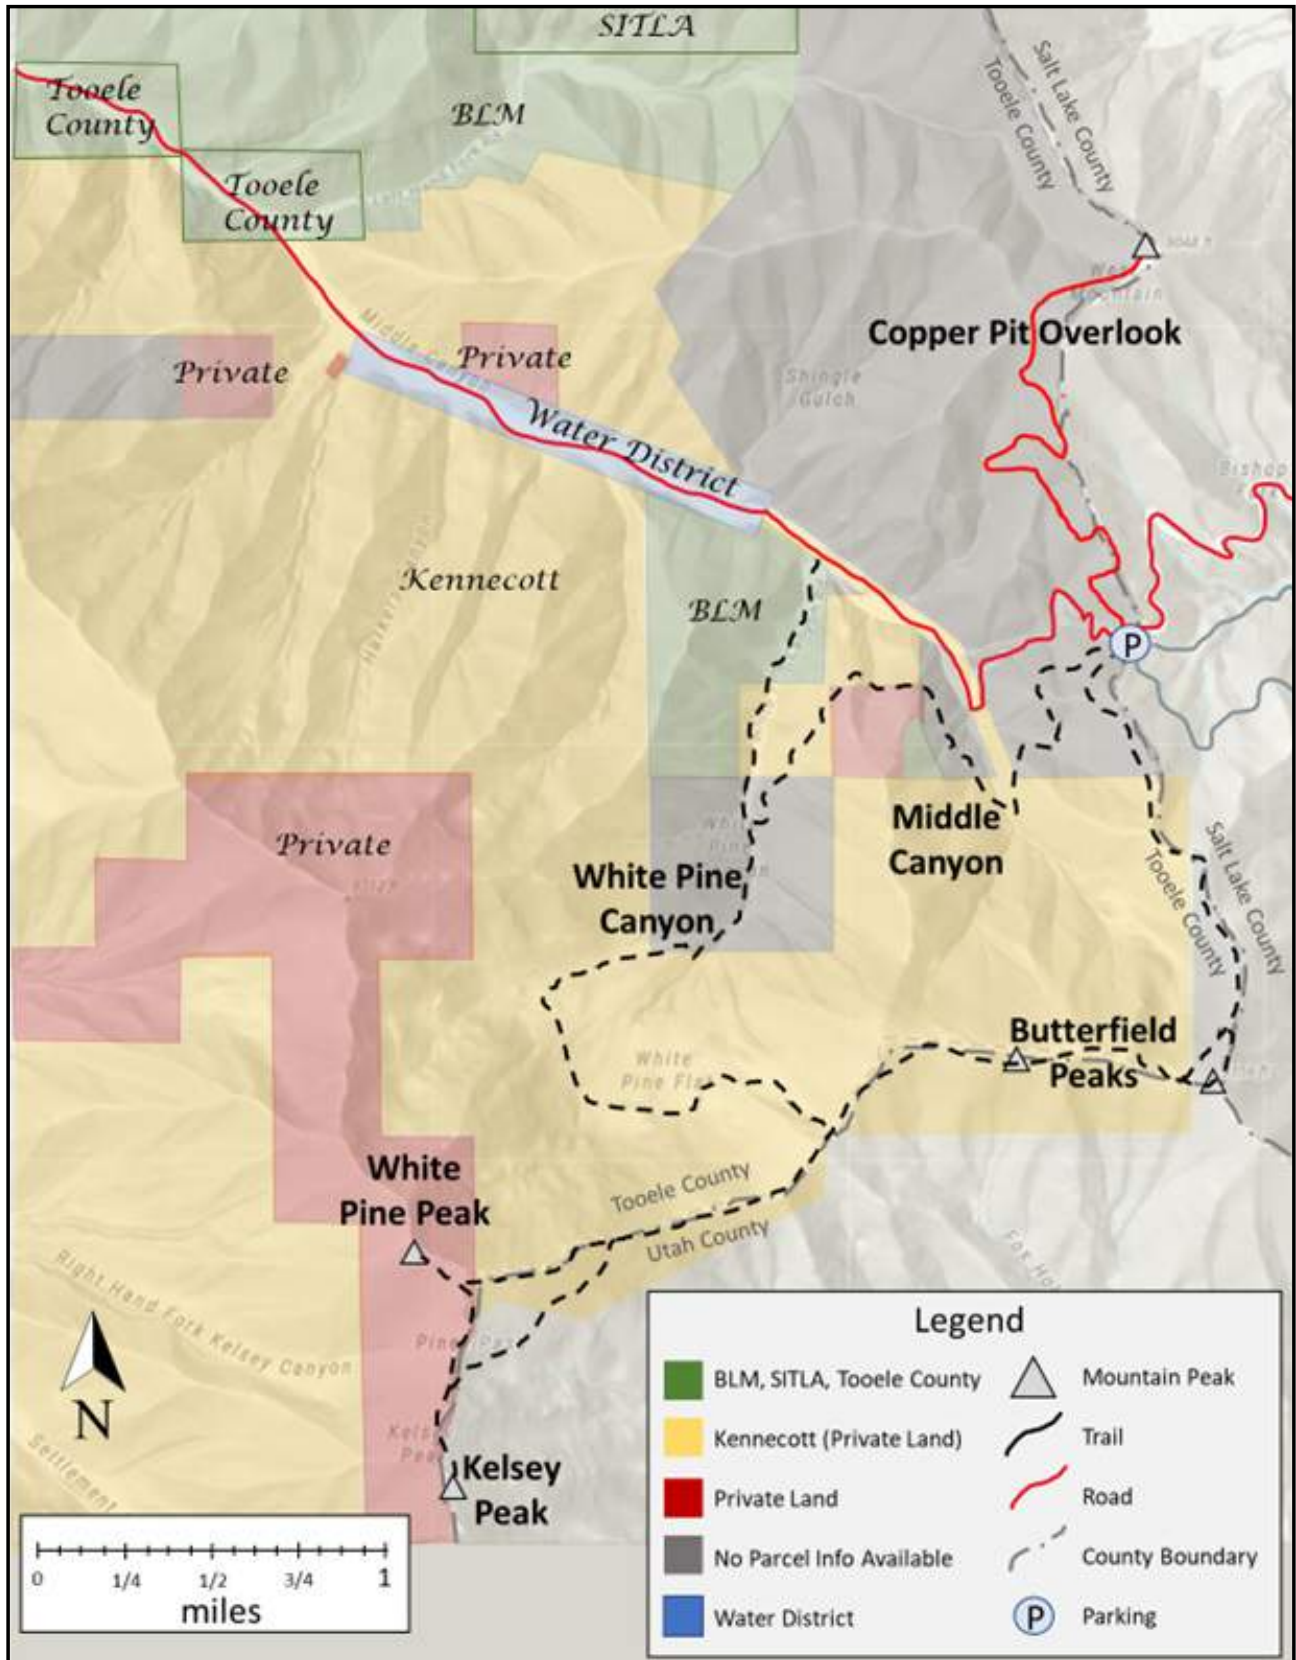 SITLA
Tooele
County
BLM
Salt Lake County
Tooele County
Tooele
County
Middle Canyon
Private
Private
Copper Pit Overlook
Shingle
Gulch
Water District
Bishop
Kennecott
BLM
P
Private
Middle
Canyon
White Pine
Canyon
Salt Lake County
Tooele County
Butterfield
Peaks
White
Pine Flat
White
Pine Peak
Tooele County
Utah County
Right Hand Fork Kelsey Canyon
Settlement
Kelsey
Peak
N
0 1/4 1/2 3/4 1
miles
Legend
BLM, SITLA, Tooele County
Mountain Peak
Kennecott (Private Land)
Trail
Private Land
Road
No Parcel Info Available
County Boundary
Water District
P Parking